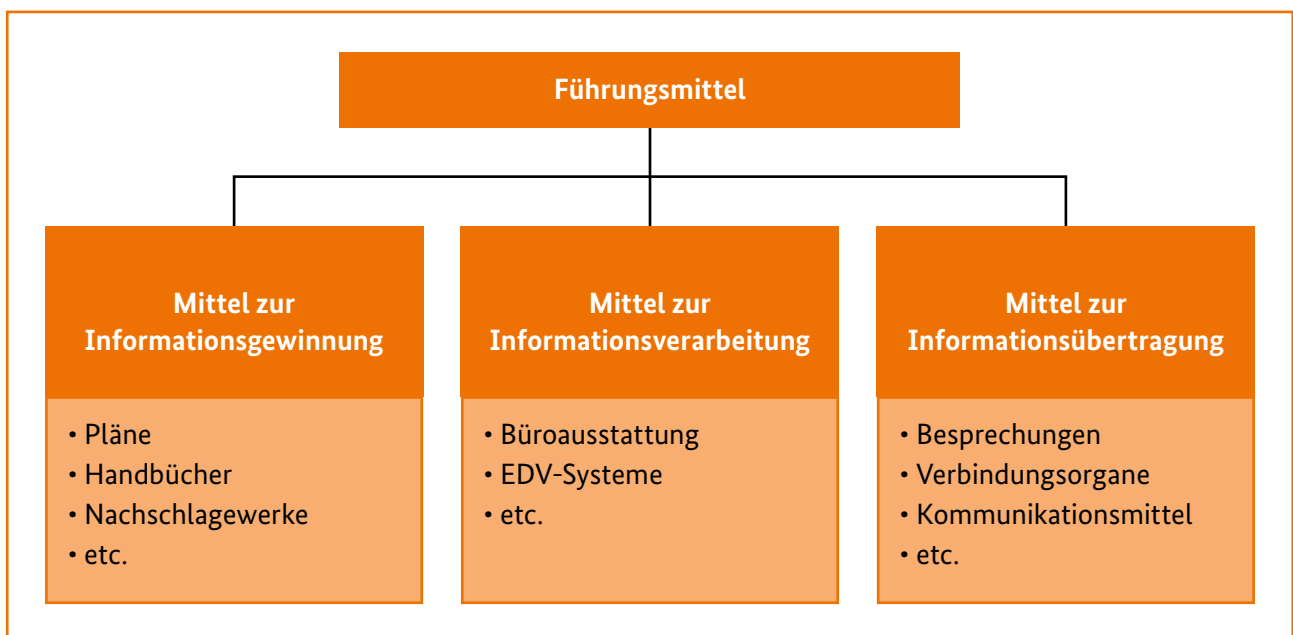 Führungsmittel
Mittel zur
Informationsgewinnung
• Pläne
• Handbücher
• Nachschlagewerke
• etc.
Mittel zur
Informationsverarbeitung
• Büroausstattung
• EDV-Systeme
• etc.
Mittel zur
Informationsübertragung
• Besprechungen
• Verbindungsorgane
• Kommunikationsmittel
• etc.